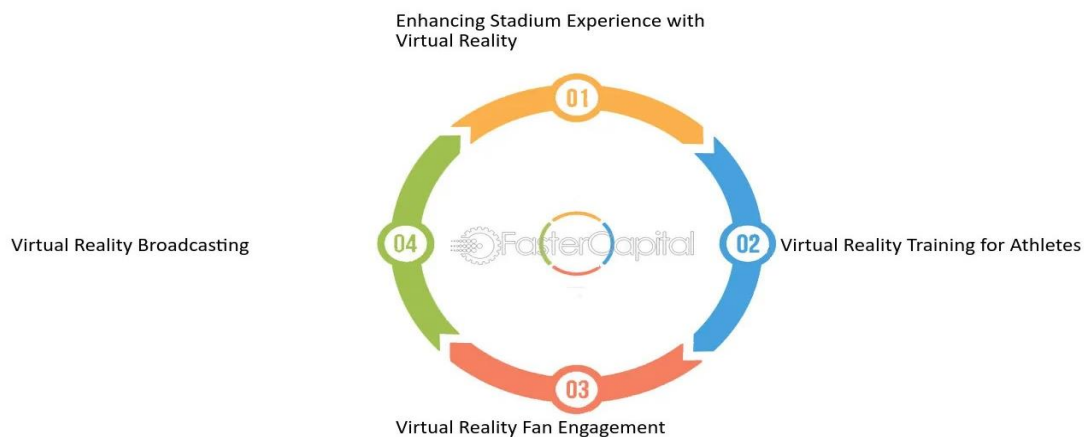 Enhancing Stadium Experience with
Virtual Reality
01
Virtual Reality Broadcasting
04
FasterCapital
02
Virtual Reality Training for Athletes
03
Virtual Reality Fan Engagement